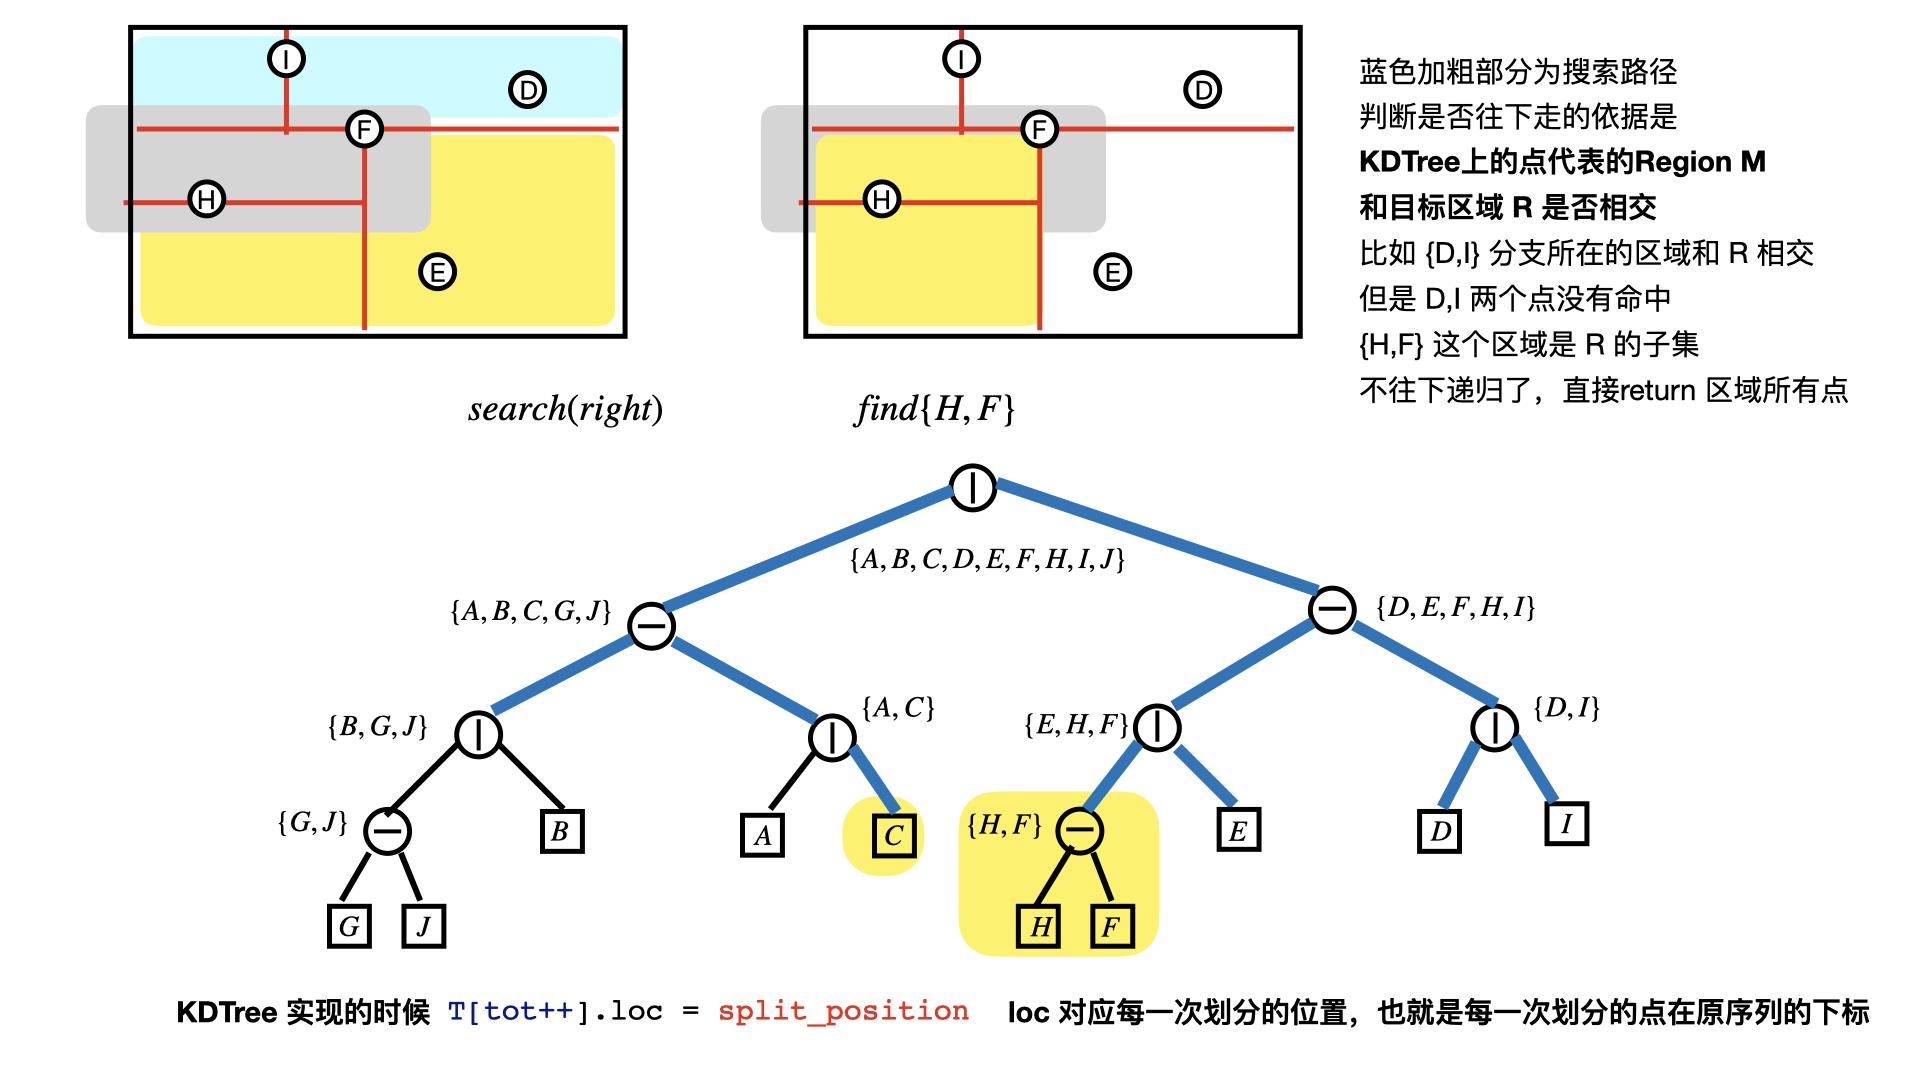 I
D
F
H
E
I
D
F
H
E
蓝色加粗部分为搜索路径
判断是否往下走的依据是
KDTree上的点代表的Region M
和目标区域 R 是否相交
比如 {D,I} 分支所在的区域和 R 相交
但是 D,I 两个点没有命中
{H,F} 这个区域是 R 的子集
不往下递归了，直接return 区域所有点
search(right)
find{H, F}
{A, B, C, D, E, F, H, I, J}
{A, B, C, G, J}
{D, E, F, H, I}
{B, G, J}
{A, C}
{E, H, F}
{D, I}
{G, J}
B
A
C
{H, F}
E
D
I
G
J
H
F
KDTree 实现的时候 T[tot++].loc = split_position
loc 对应每一次划分的位置，也就是每一次划分的点在原序列的下标